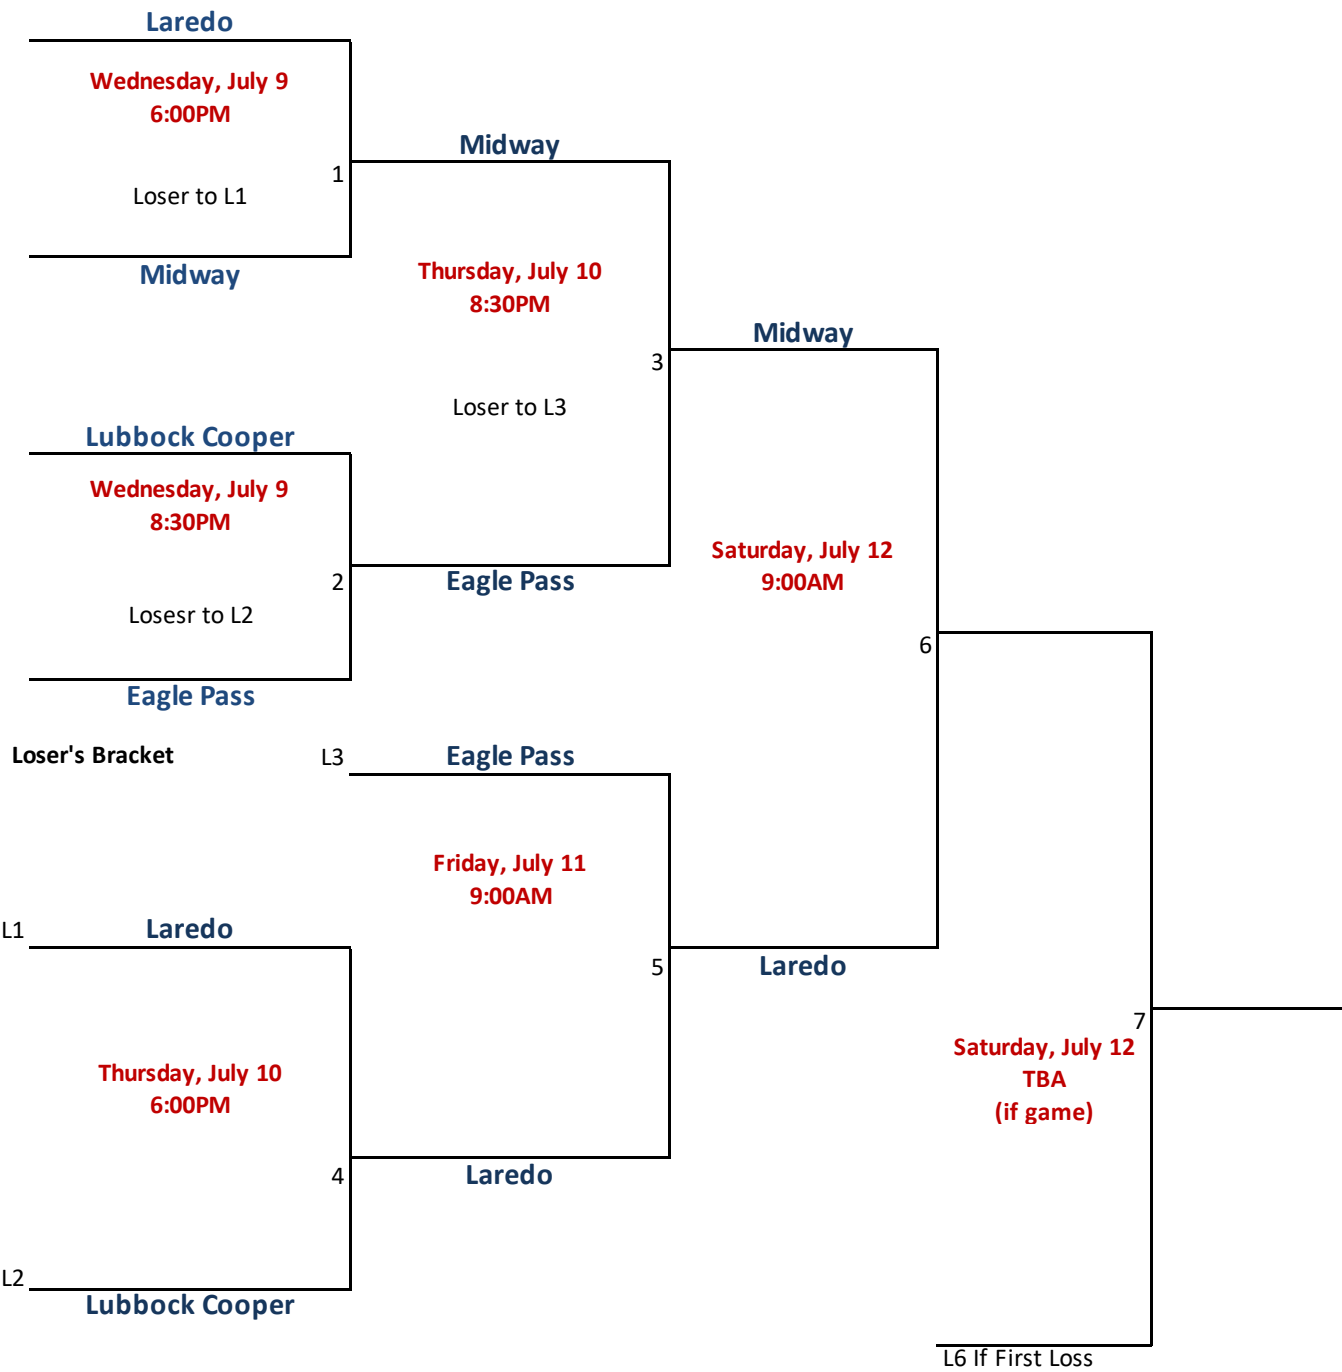 Laredo
Wednesday, July 9
6:00PM
1
Loser to L1
Midway
Midway
Thursday, July 10
8:30PM
3
Loser to L3
Midway
Lubbock Cooper
Wednesday, July 9
8:30PM
2
Losesr to L2
Eagle Pass
Eagle Pass
Saturday, July 12
9:00AM
6
Loser's Bracket
L3
Eagle Pass
Friday, July 11
9:00AM
5
Laredo
L1
Laredo
Thursday, July 10
6:00PM
4
Laredo
L2
Lubbock Cooper
7
Saturday, July 12
TBA
(if game)
L6 If First Loss